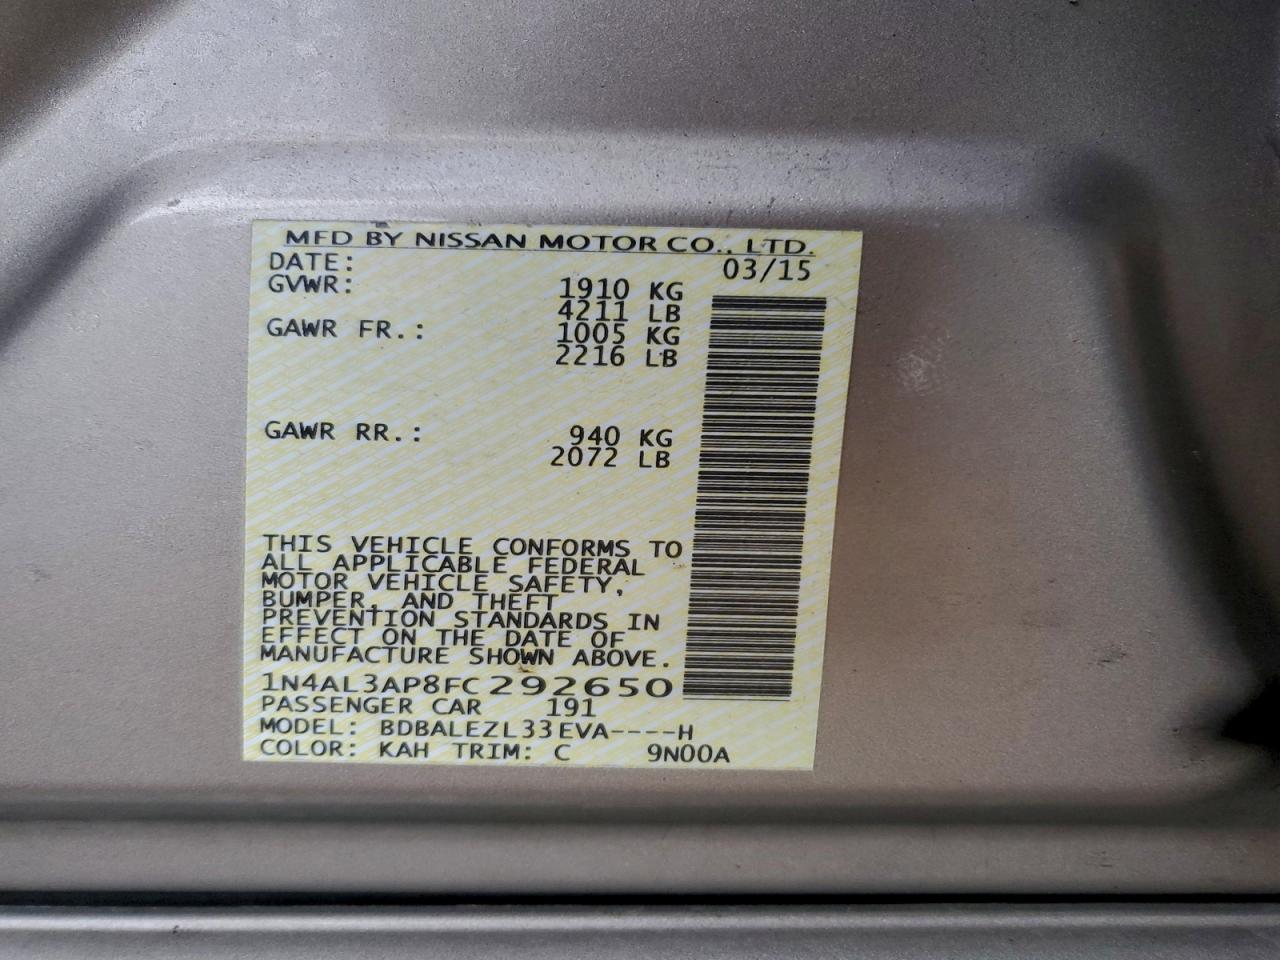 MFD BY NISSAN MOTOR CO., LTD.
DATE: 03/15
GVWR: 1910 KG
4211 LB
GAWR FR.: 1005 KG
2216 LB
GAWR RR.: 940 KG
2072 LB
THIS VEHICLE CONFORMS TO
ALL APPLICABLE FEDERAL
MOTOR VEHICLE SAFETY,
BUMPER, AND THEFT
PREVENTION STANDARDS IN
EFFECT ON THE DATE OF
MANUFACTURE SHOWN ABOVE.
1N4AL3AP8FC292650
PASSENGER CAR 191
MODEL: BDBALEZL33EVA----H
COLOR: KAH TRIM: C 9N00A